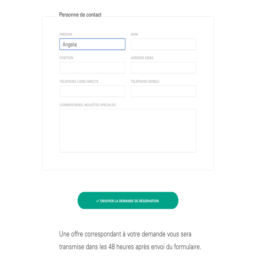 Personne de contact
PRÉNOM
NOM
Angela
POSITION
ADRESSE EMAIL
TÉLÉPHONE LIGNE DIRECTE
TÉLÉPHONE MOBILE
COMMENTAIRES, REQUÊTES SPÉCIALES
✓ ENVOYER LA DEMANDE DE RÉSERVATION
Une offre correspondant à votre demande vous sera
transmise dans les 48 heures après envoi du formulaire.